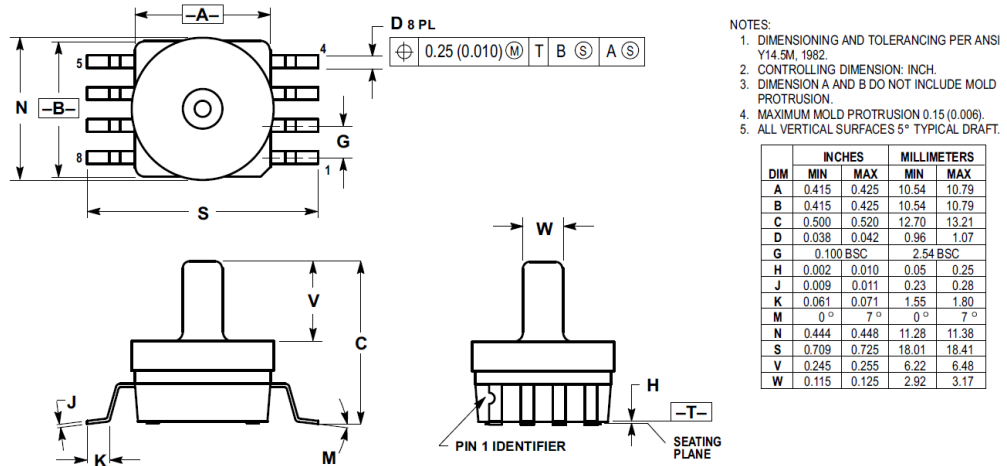 –A–
D 8 PL
⌖ 0.25 (0.010) Ⓜ T B Ⓢ A Ⓢ
5
4
N
–B–
G
8
1
S
W
V
C
H
J
–T–
K
M
PIN 1 IDENTIFIER
SEATING
PLANE
NOTES:
1. DIMENSIONING AND TOLERANCING PER ANSI
Y14.5M, 1982.
2. CONTROLLING DIMENSION: INCH.
3. DIMENSION A AND B DO NOT INCLUDE MOLD
PROTRUSION.
4. MAXIMUM MOLD PROTRUSION 0.15 (0.006).
5. ALL VERTICAL SURFACES 5° TYPICAL DRAFT.
INCHES MILLIMETERS
DIM MIN MAX MIN MAX
A 0.415 0.425 10.54 10.79
B 0.415 0.425 10.54 10.79
C 0.500 0.520 12.70 13.21
D 0.038 0.042 0.96 1.07
G 0.100 BSC 2.54 BSC
H 0.002 0.010 0.05 0.25
J 0.009 0.011 0.23 0.28
K 0.061 0.071 1.55 1.80
M 0° 7° 0° 7°
N 0.444 0.448 11.28 11.38
S 0.709 0.725 18.01 18.41
V 0.245 0.255 6.22 6.48
W 0.115 0.125 2.92 3.17